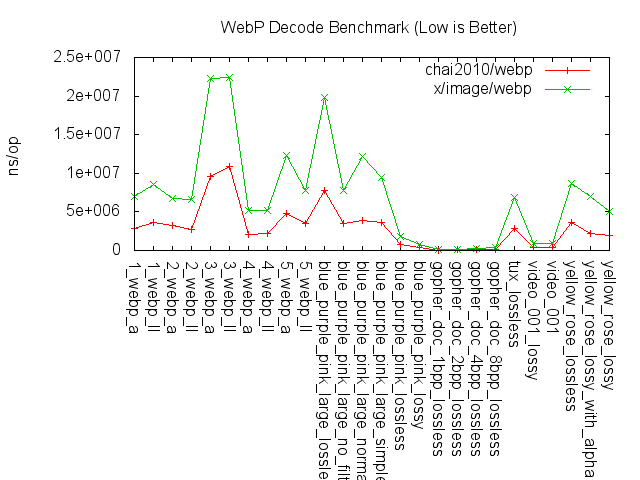 WebP Decode Benchmark (Low is Better)
2.5e+007
2e+007
1.5e+007
1e+007
5e+006
0
ns/op
chai2010/webp
x/image/webp
1_webp_a
1_webp_ll
2_webp_a
2_webp_ll
3_webp_a
3_webp_ll
4_webp_a
4_webp_ll
5_webp_a
5_webp_ll
blue_purple_pink_large_lossle
blue_purple_pink_large_no_filt
blue_purple_pink_large_norma
blue_purple_pink_large_simple
blue_purple_pink_lossless
blue_purple_pink_lossy
gopher_doc_1bpp_lossless
gopher_doc_2bpp_lossless
gopher_doc_4bpp_lossless
gopher_doc_8bpp_lossless
tux_lossless
video_001_lossy
video_001
yellow_rose_lossless
yellow_rose_lossy_with_alpha
yellow_rose_lossy